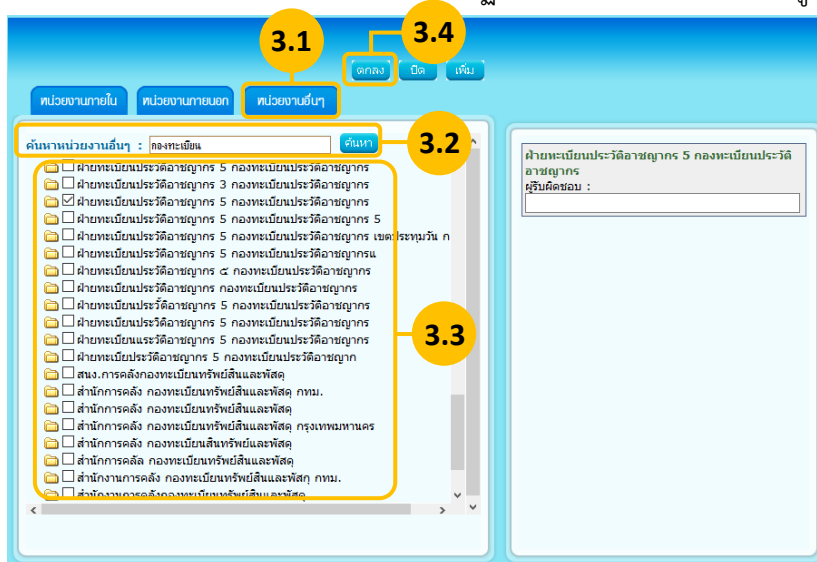 3.1
3.4
ตกลง ปิด เพิ่ม
หน่วยงานภายใน หน่วยงานภายนอก หน่วยงานอื่นๆ
ค้นหาหน่วยงานอื่นๆ : กองทะเบียน ค้นหา
3.2
ฝ่ายทะเบียนประวัติอาชญากร 5 กองทะเบียนประวัติอาชญากร
ฝ่ายทะเบียนประวัติอาชญากร 3 กองทะเบียนประวัติอาชญากร
ฝ่ายทะเบียนประวัติอาชญากร 5 กองทะเบียนประวัติอาชญากร
ฝ่ายทะเบียนประวัติอาชญากร 5 กองทะเบียนประวัติอาชญากร 5
ฝ่ายทะเบียนประวัติอาชญากร 5 กองทะเบียนประวัติอาชญากร เขตประทุมวัน ก
ฝ่ายทะเบียนประวัติอาชญากร 5 กองทะเบียนประวัติอาชญากรแ
ฝ่ายทะเบียนประวัติอาชญากร ๕ กองทะเบียนประวัติอาชญากร
ฝ่ายทะเบียนประวัติอาชญากร กองทะเบียนประวัติอาชญากร
ฝ่ายทะเบียนประวั้ติอาชญากร 5 กองทะเบียนประวัติอาชญากร
ฝ่ายทะเบียนประวิัติอาชญากร 5 กองทะเบียนประวัติอาชญากร
ฝ่ายทะเบียนแระวัติอาชญากร 5 กองทะเบียนประวัติอาชญากร
ฝ่ายทะเบียประวัติอาชญากร 5 กองทะเบียนประวัติอาชญาก
3.3
สนง.การคลังกองทะเบียนทรัพย์สินและพัสดุ
สำนักการคลัง กองทะเบียนทรัพย์สินและพัสดุ กทม.
สำนักการคลัง กองทะเบียนทรัพย์สินและพัสดุ
สำนักการคลัง กองทะเบียนทรัพย์สินและพัสดุ กรุงเทพมหานคร
สำนักการคลัง กองทะเบียนสินทรัพย์และพัสดุ
สำนักการคลัล กองทะเบียนทรัพย์สินและพัสดุ
สำนักงานการคลัง กองทะเบียนทรัพย์สินและพัสกุ กทม.
สำนักงานการคลังกองทะเบียนทรัพย์สินและพัสดุ
ฝ่ายทะเบียนประวัติอาชญากร 5 กองทะเบียนประวัติ
อาชญากร
ผู้รับผิดชอบ :